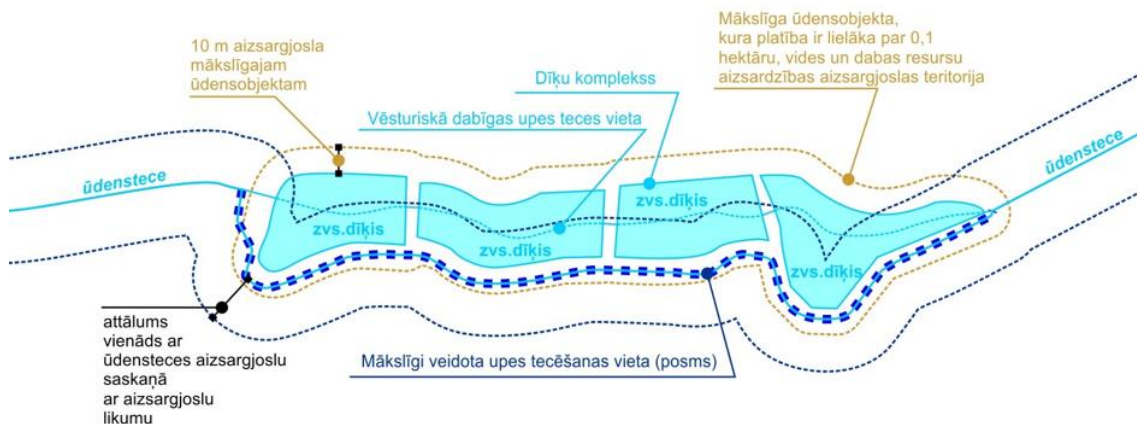 10 m aizsargjosla
mākslīgajam
ūdensobjektam
Mākslīga ūdensobjekta,
kura platība ir lielāka par 0,1
hektāru, vides un dabas resursu
aizsardzības aizsargjoslas teritorija
Dīķu komplekss
Vēsturiskā dabīgas upes teces vieta
ūdenstece
ūdenstece
zvs.dīķis
zvs.dīķis
zvs.dīķis
zvs.dīķis
attālums
vienāds ar
ūdensteces aizsargjoslu
saskaņā
ar aizsargjoslu
likumu
Mākslīgi veidota upes tecēšanas vieta (posms)